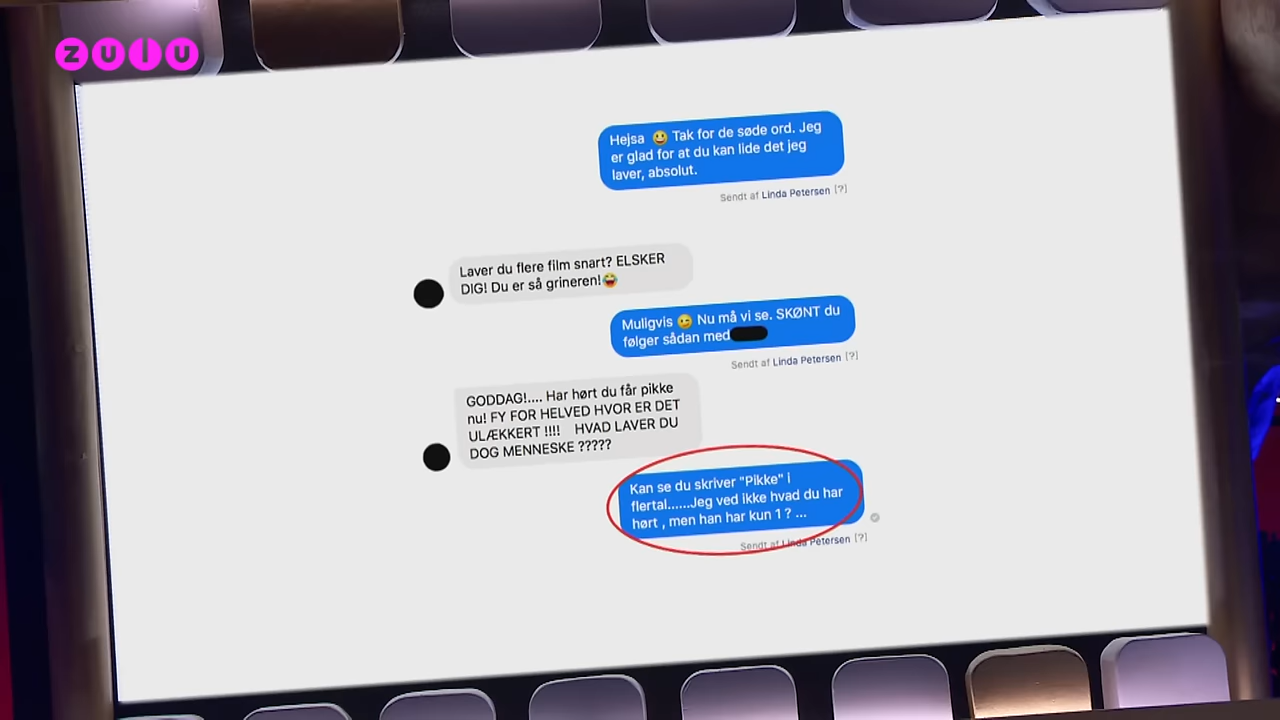 ZULU
Hejsa 😀 Tak for de søde ord. Jeg
er glad for at du kan lide det jeg
laver, absolut.
Sendt af Linda Petersen [?]
Laver du flere film snart? ELSKER
DIG! Du er så grineren!😂
Muligvis 😉 Nu må vi se. SKØNT du
følger sådan med
Sendt af Linda Petersen [?]
GODDAG!.... Har hørt du får pikke
nu! FY FOR HELVED HVOR ER DET
ULÆKKERT !!!! HVAD LAVER DU
DOG MENNESKE ?????
Kan se du skriver "Pikke" i
flertal......Jeg ved ikke hvad du har
hørt , men han har kun 1 ? ...
Sendt af Linda Petersen [?]